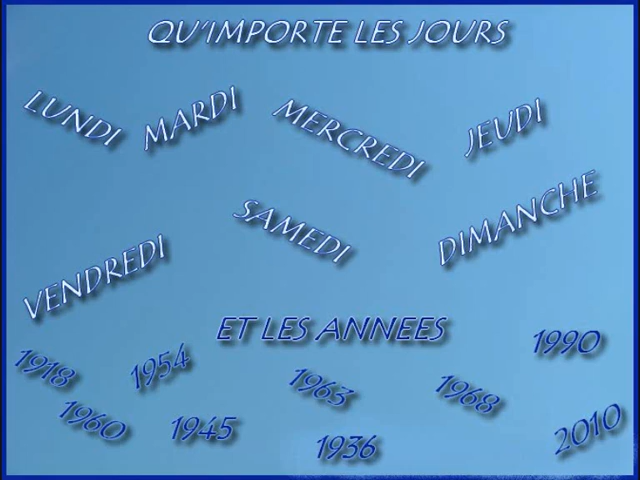 QU'IMPORTE LES JOURS
LUNDI
MARDI
MERCREDI
JEUDI
VENDREDI
SAMEDI
DIMANCHE
ET LES ANNEES
1918
1954
1963
1968
1990
1960
1945
1936
2010